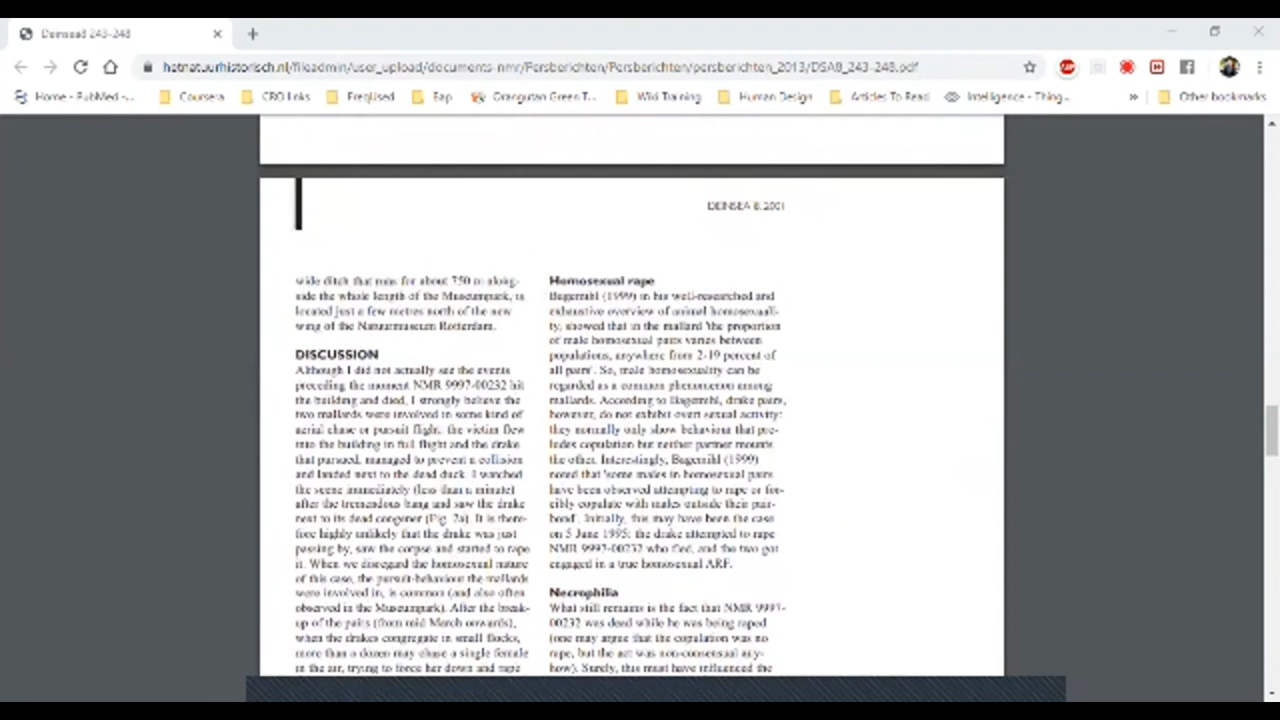 Deinsea8 243-248
hetnatuurhistorisch.nl/fileadmin/user_upload/documents-nmr/Persberichten/Persberichten/persberichten_2013/DSA8_243-248.pdf
Home - PubMed -... Coursera CRO links FreqUsed Eap Orangutan Green T... Wiki Training Human Design Articles To Read Intelligence - Thing... » Other bookmarks
DEINSEA 8, 2001
wide ditch that runs for about 750 m along-
side the whole length of the Museumpark, is
located just a few metres north of the new
wing of the Natuurmuseum Rotterdam.
DISCUSSION
Although I did not actually see the events
preceding the moment NMR 9997-00232 hit
the building and died, I strongly believe the
two mallards were involved in some kind of
aerial chase or pursuit flight: the victim flew
into the building in full flight and the drake
that pursued, managed to prevent a collision
and landed next to the dead duck. I watched
the scene immediately (less than a minute)
after the tremendous bang and saw the drake
next to its dead congener (Fig. 2a). It is there-
fore highly unlikely that the drake was just
passing by, saw the corpse and started to rape
it. When we disregard the homosexual nature
of this case, the pursuit-behaviour the mallards
were involved in, is common (and also often
observed in the Museumpark). After the break-
up of the pairs (from mid March onwards),
when the drakes congregate in small flocks,
more than a dozen may chase a single female
in the air, trying to force her down and rape
Homosexual rape
Bagemihl (1999) in his well-researched and
exhaustive overview of animal homosexuali-
ty, showed that in the mallard 'the proportion
of male homosexual pairs varies between
populations, anywhere from 2-19 percent of
all pairs'. So, male homosexuality can be
regarded as a common phenomenon among
mallards. According to Bagemihl, drake pairs,
however, do not exhibit overt sexual activity:
they normally only show behaviour that pre-
ludes copulation but neither partner mounts
the other. Interestingly, Bagemihl (1999)
noted that 'some males in homosexual pairs
have been observed attempting to rape or for-
cibly copulate with males outside their pair-
bond'. Initially, this may have been the case
on 5 June 1995: the drake attempted to rape
NMR 9997-00232 who fled, and the two got
engaged in a true homosexual ARF.
Necrophilia
What still remains is the fact that NMR 9997-
00232 was dead while he was being raped
(one may argue that the copulation was no
rape, but the act was non-consensual any-
how). Surely, this must have influenced the